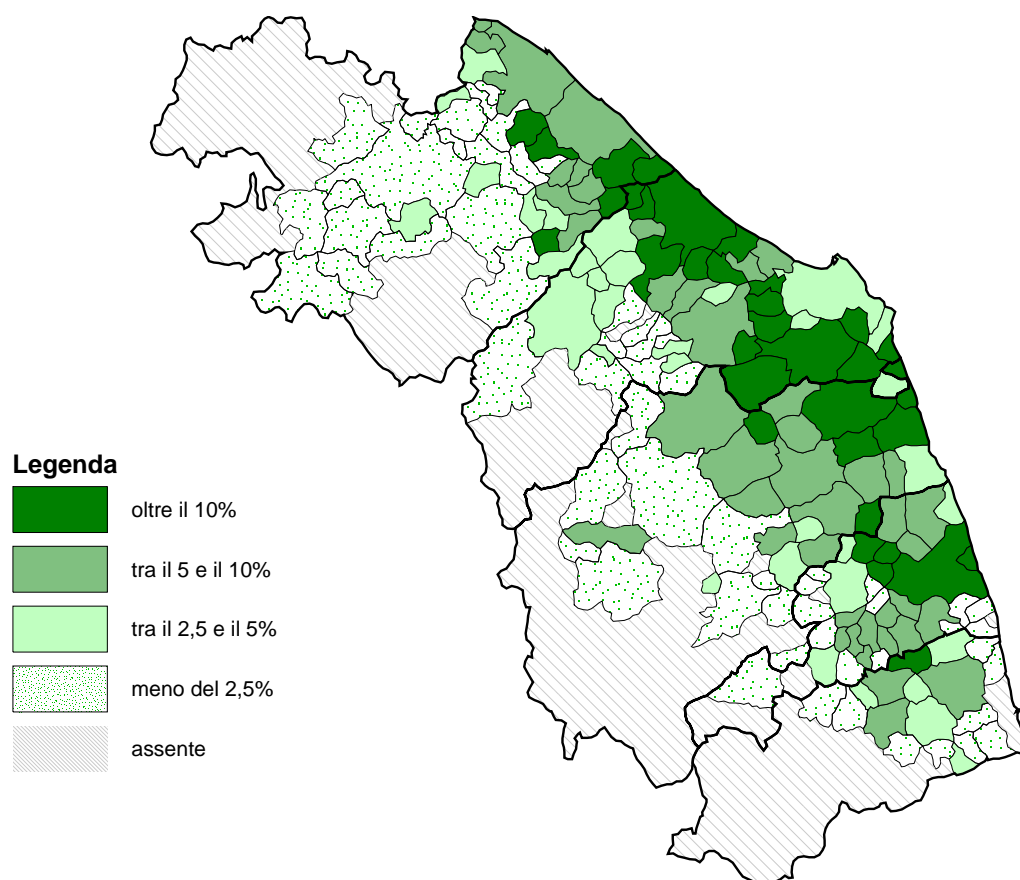 Legenda
oltre il 10%
tra il 5 e il 10%
tra il 2,5 e il 5%
meno del 2,5%
assente